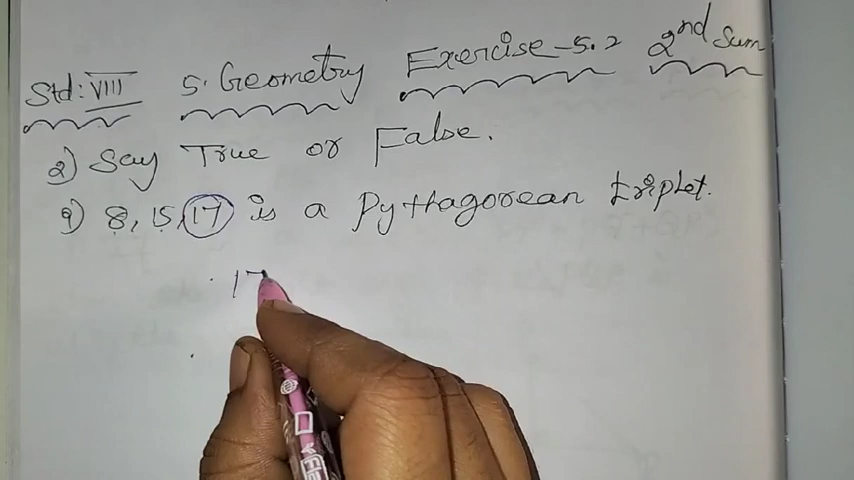 Std: VIII 5. Geometry Exercise-5.2 2nd Sum
2) Say True or False.
i) 8, 15, 17 is a Pythagorean triplet.
17